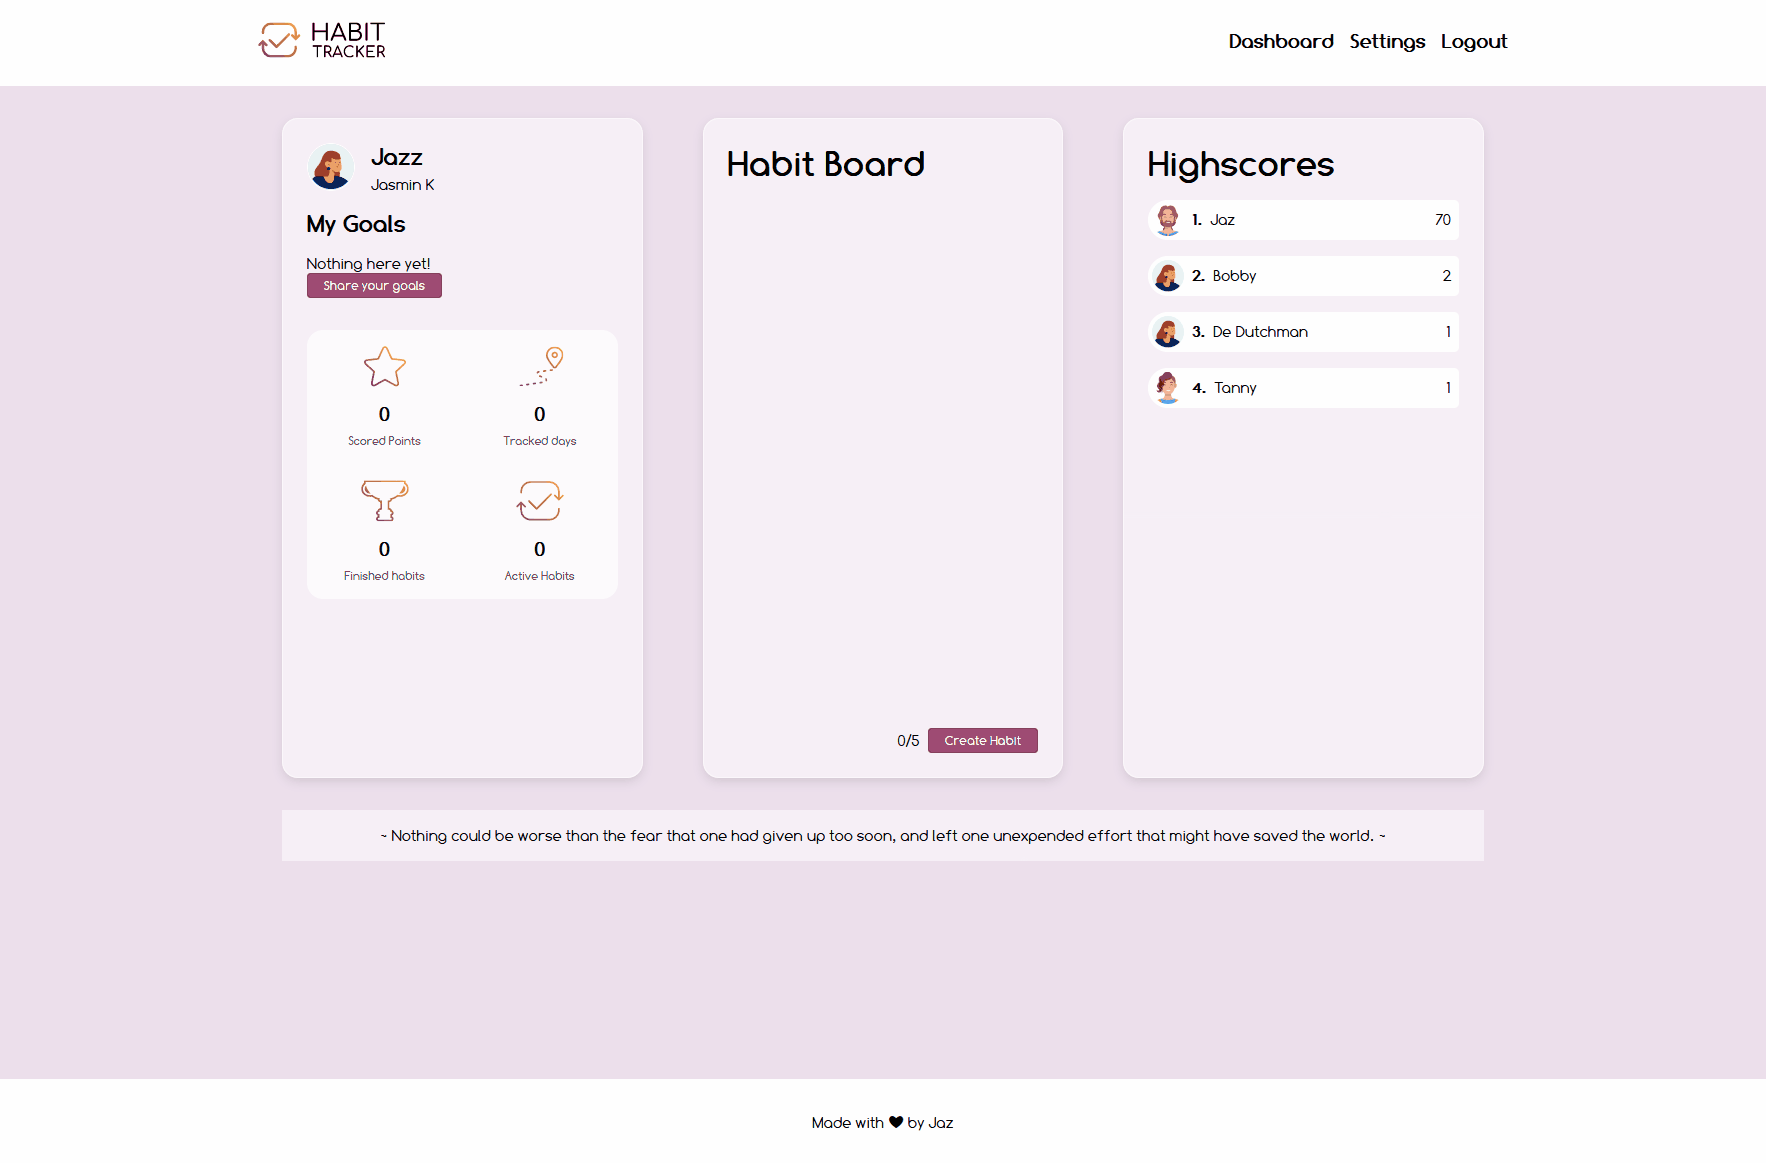 HABIT
TRACKER
Dashboard Settings Logout
Jazz
Jasmin K
My Goals
Nothing here yet!
Share your goals
0
Scored Points
0
Tracked days
0
Finished habits
0
Active Habits
Habit Board
0/5 Create Habit
Highscores
1. Jaz 70
2. Bobby 2
3. De Dutchman 1
4. Tanny 1
~ Nothing could be worse than the fear that one had given up too soon, and left one unexpended effort that might have saved the world. ~
Made with ♥ by Jaz